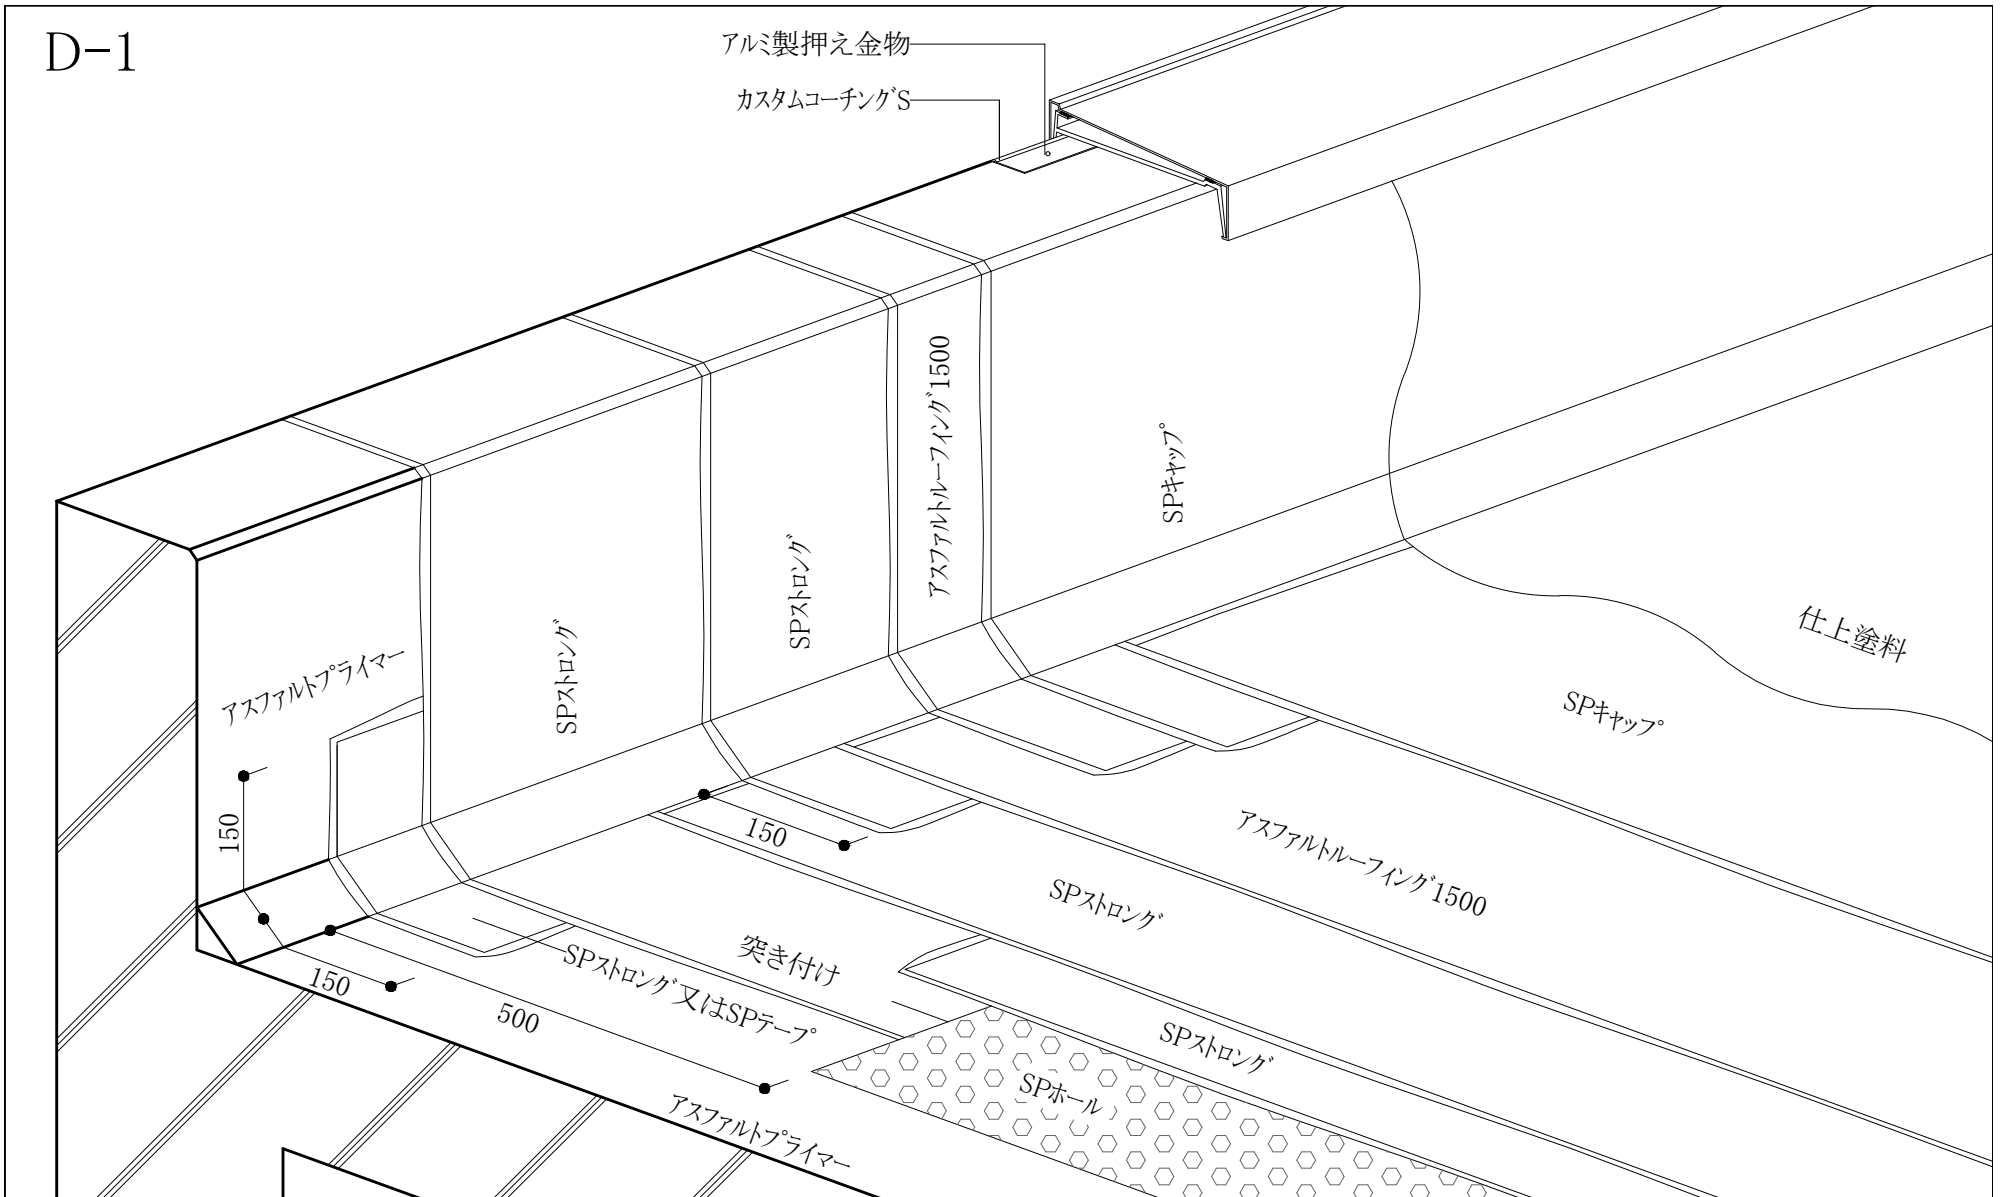 D-1
アルミ製押え金物
カスタムコーチングS
アスファルトルーフィング1500
SPキャップ
SPストロング
SPストロング
アスファルトプライマー
仕上塗料
SPキャップ
150
150
アスファルトルーフィング1500
SPストロング
突き付け
SPストロング又はSPテープ
150
500
SPストロング
SPホール
アスファルトプライマー